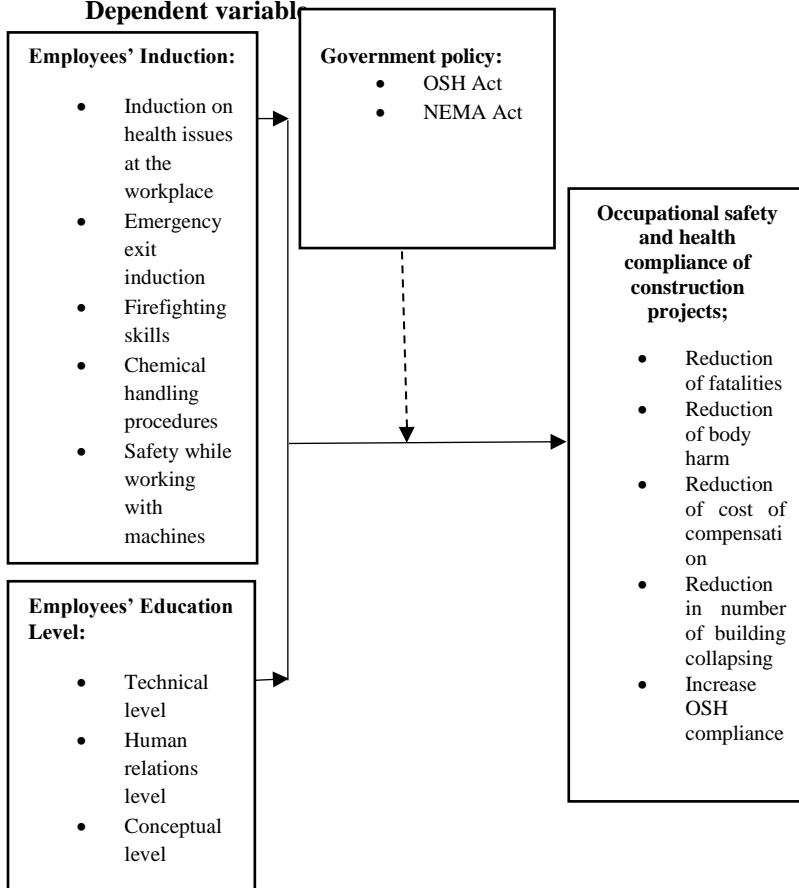 Dependent variable
Employees’ Induction:
• Induction on
health issues
at the
workplace
• Emergency
exit
induction
• Firefighting
skills
• Chemical
handling
procedures
• Safety while
working
with
machines
Employees’ Education
Level:
• Technical
level
• Human
relations
level
• Conceptual
level
Government policy:
• OSH Act
• NEMA Act
Occupational safety
and health
compliance of
construction
projects;
• Reduction
of fatalities
• Reduction
of body
harm
• Reduction
of cost of
compensati
on
• Reduction
in number
of building
collapsing
• Increase
OSH
compliance